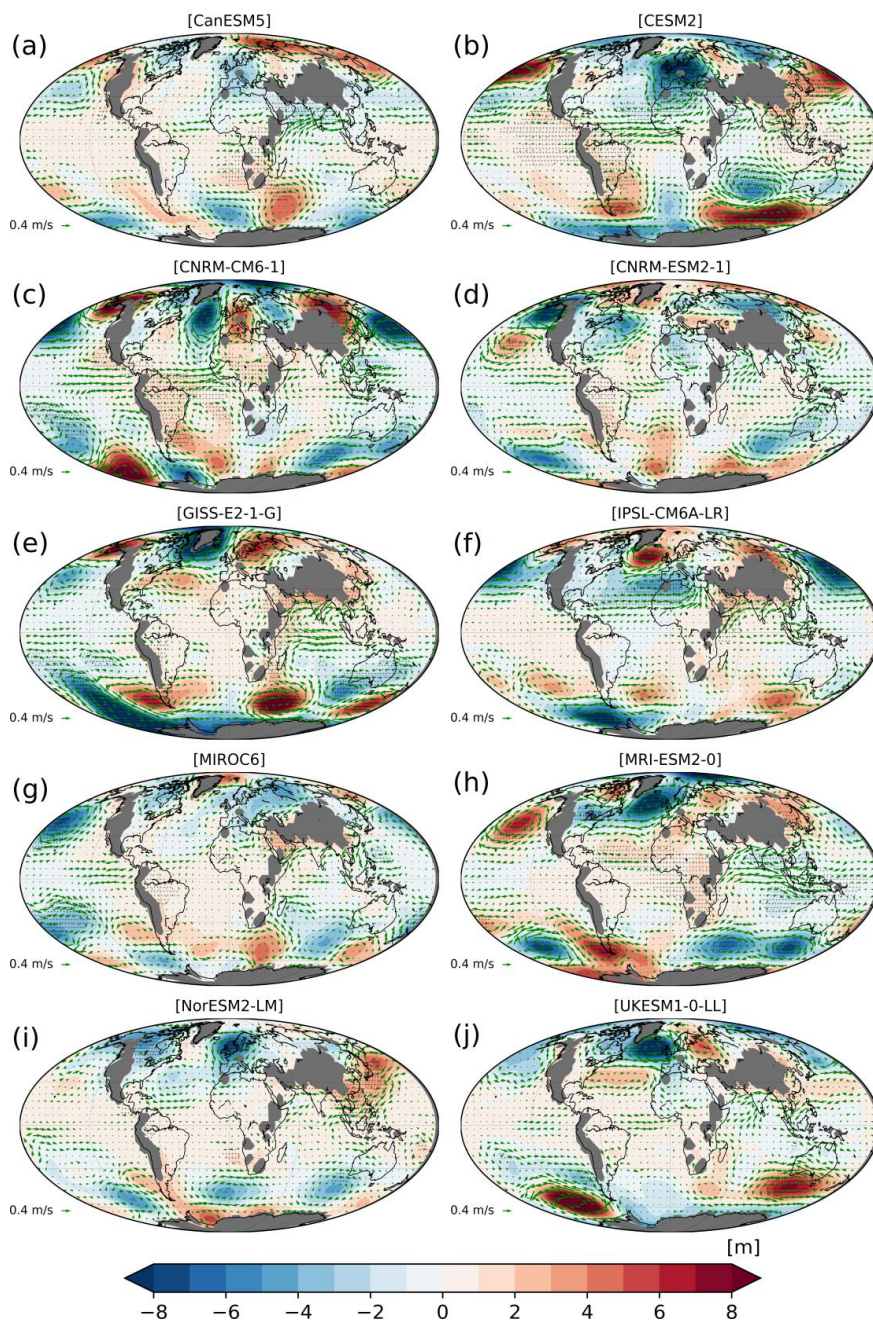 [CanESM5]
[CESM2]
(a)
(b)
0.4 m/s
[CNRM-CM6-1]
[CNRM-ESM2-1]
(c)
(d)
0.4 m/s
0.4 m/s
[GISS-E2-1-G]
[IPSL-CM6A-LR]
(e)
(f)
0.4 m/s
0.4 m/s
[MIROC6]
[MRI-ESM2-0]
(g)
(h)
0.4 m/s
0.4 m/s
[NorESM2-LM]
[UKESM1-0-LL]
(i)
(j)
0.4 m/s
0.4 m/s
[m]
−8 −6 −4 −2 0 2 4 6 8